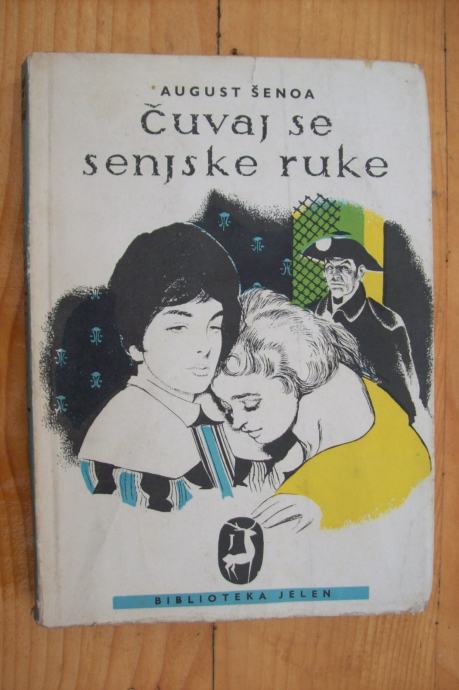 AUGUST ŠENOA
Čuvaj se
senjske ruke
BIBLIOTEKA JELEN